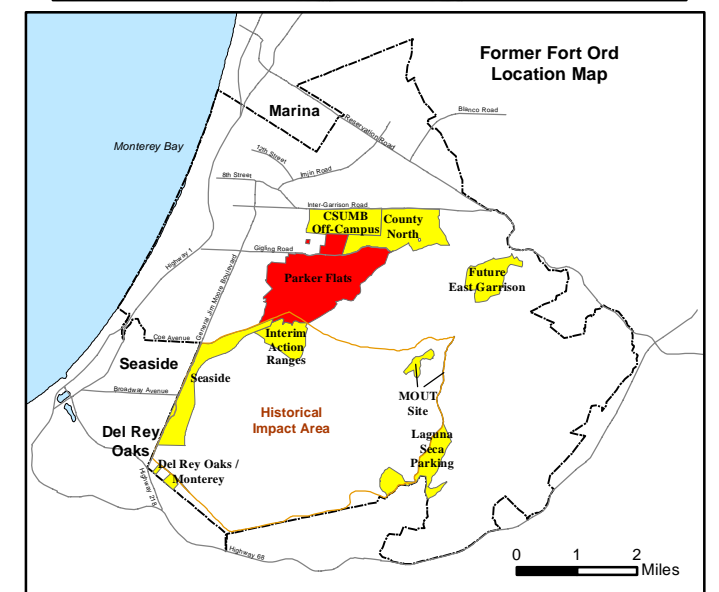 Former Fort Ord
Location Map
Marina
Blanco Road
Reservation Road
Monterey Bay
12th Street
Imjin Road
8th Street
Inter-Garrison Road
CSUMB
Off-Campus
County
North
Gigling Road
Highway 1
General Jim Moore Boulevard
Parker Flats
Future
East Garrison
Coe Avenue
Interim
Action
Ranges
Seaside
Seaside
Broadway Avenue
MOUT
Site
Historical
Impact Area
Del Rey
Oaks
Laguna
Seca
Parking
Del Rey Oaks /
Monterey
Highway 218
Highway 68
0 1 2
Miles